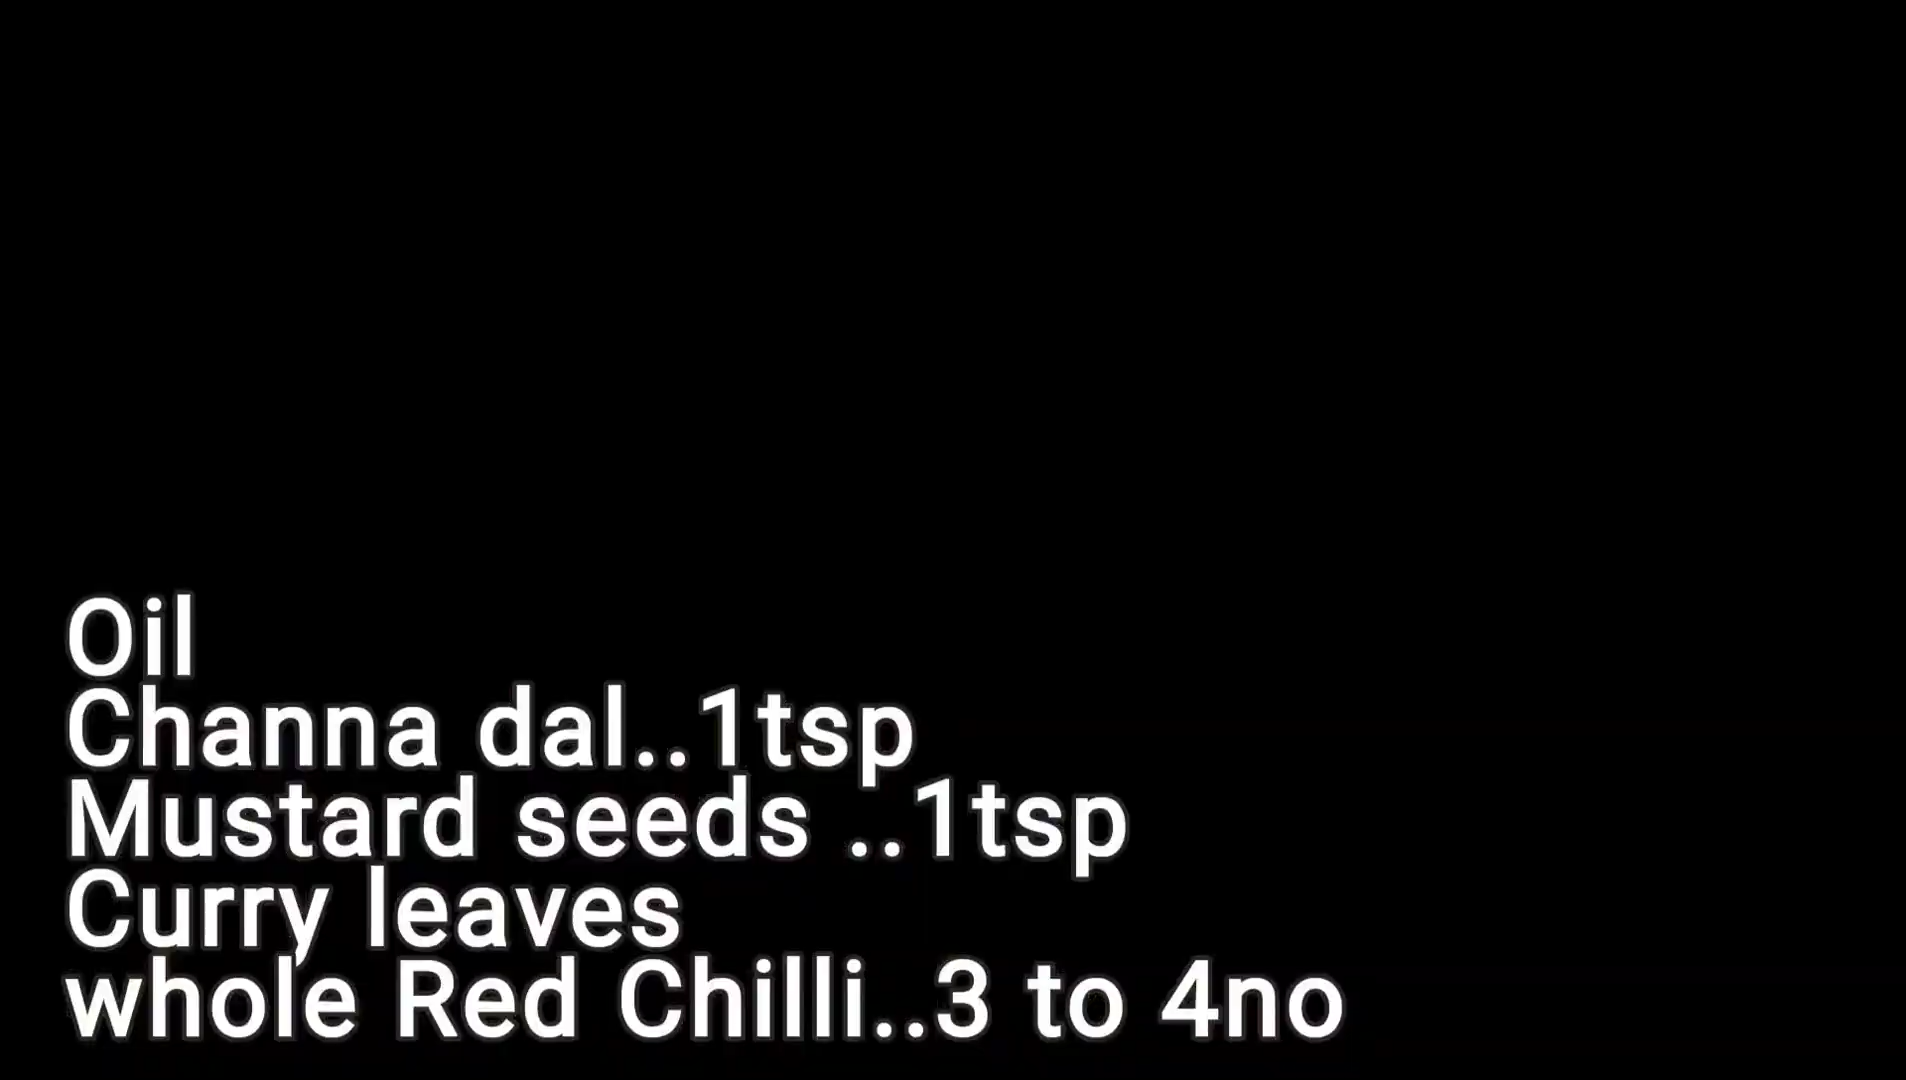 Oil
Channa dal..1tsp
Mustard seeds ..1tsp
Curry leaves
whole Red Chilli..3 to 4no